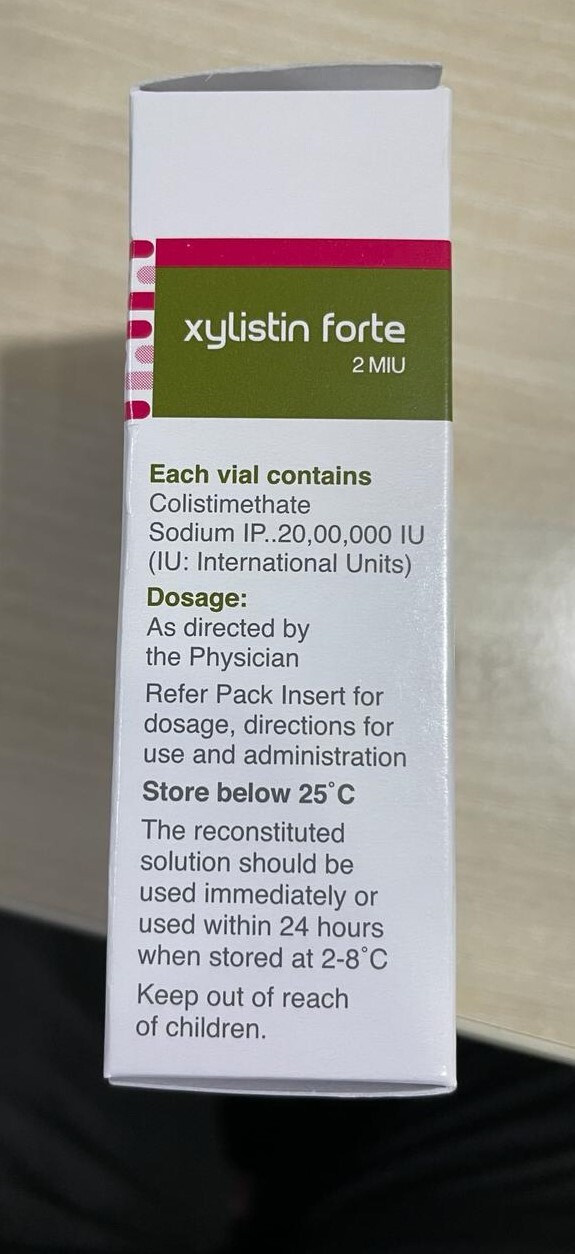 xylistin forte
2 MIU
Each vial contains
Colistimethate
Sodium IP..20,00,000 IU
(IU: International Units)
Dosage:
As directed by
the Physician
Refer Pack Insert for
dosage, directions for
use and administration
Store below 25°C
The reconstituted
solution should be
used immediately or
used within 24 hours
when stored at 2-8°C
Keep out of reach
of children.